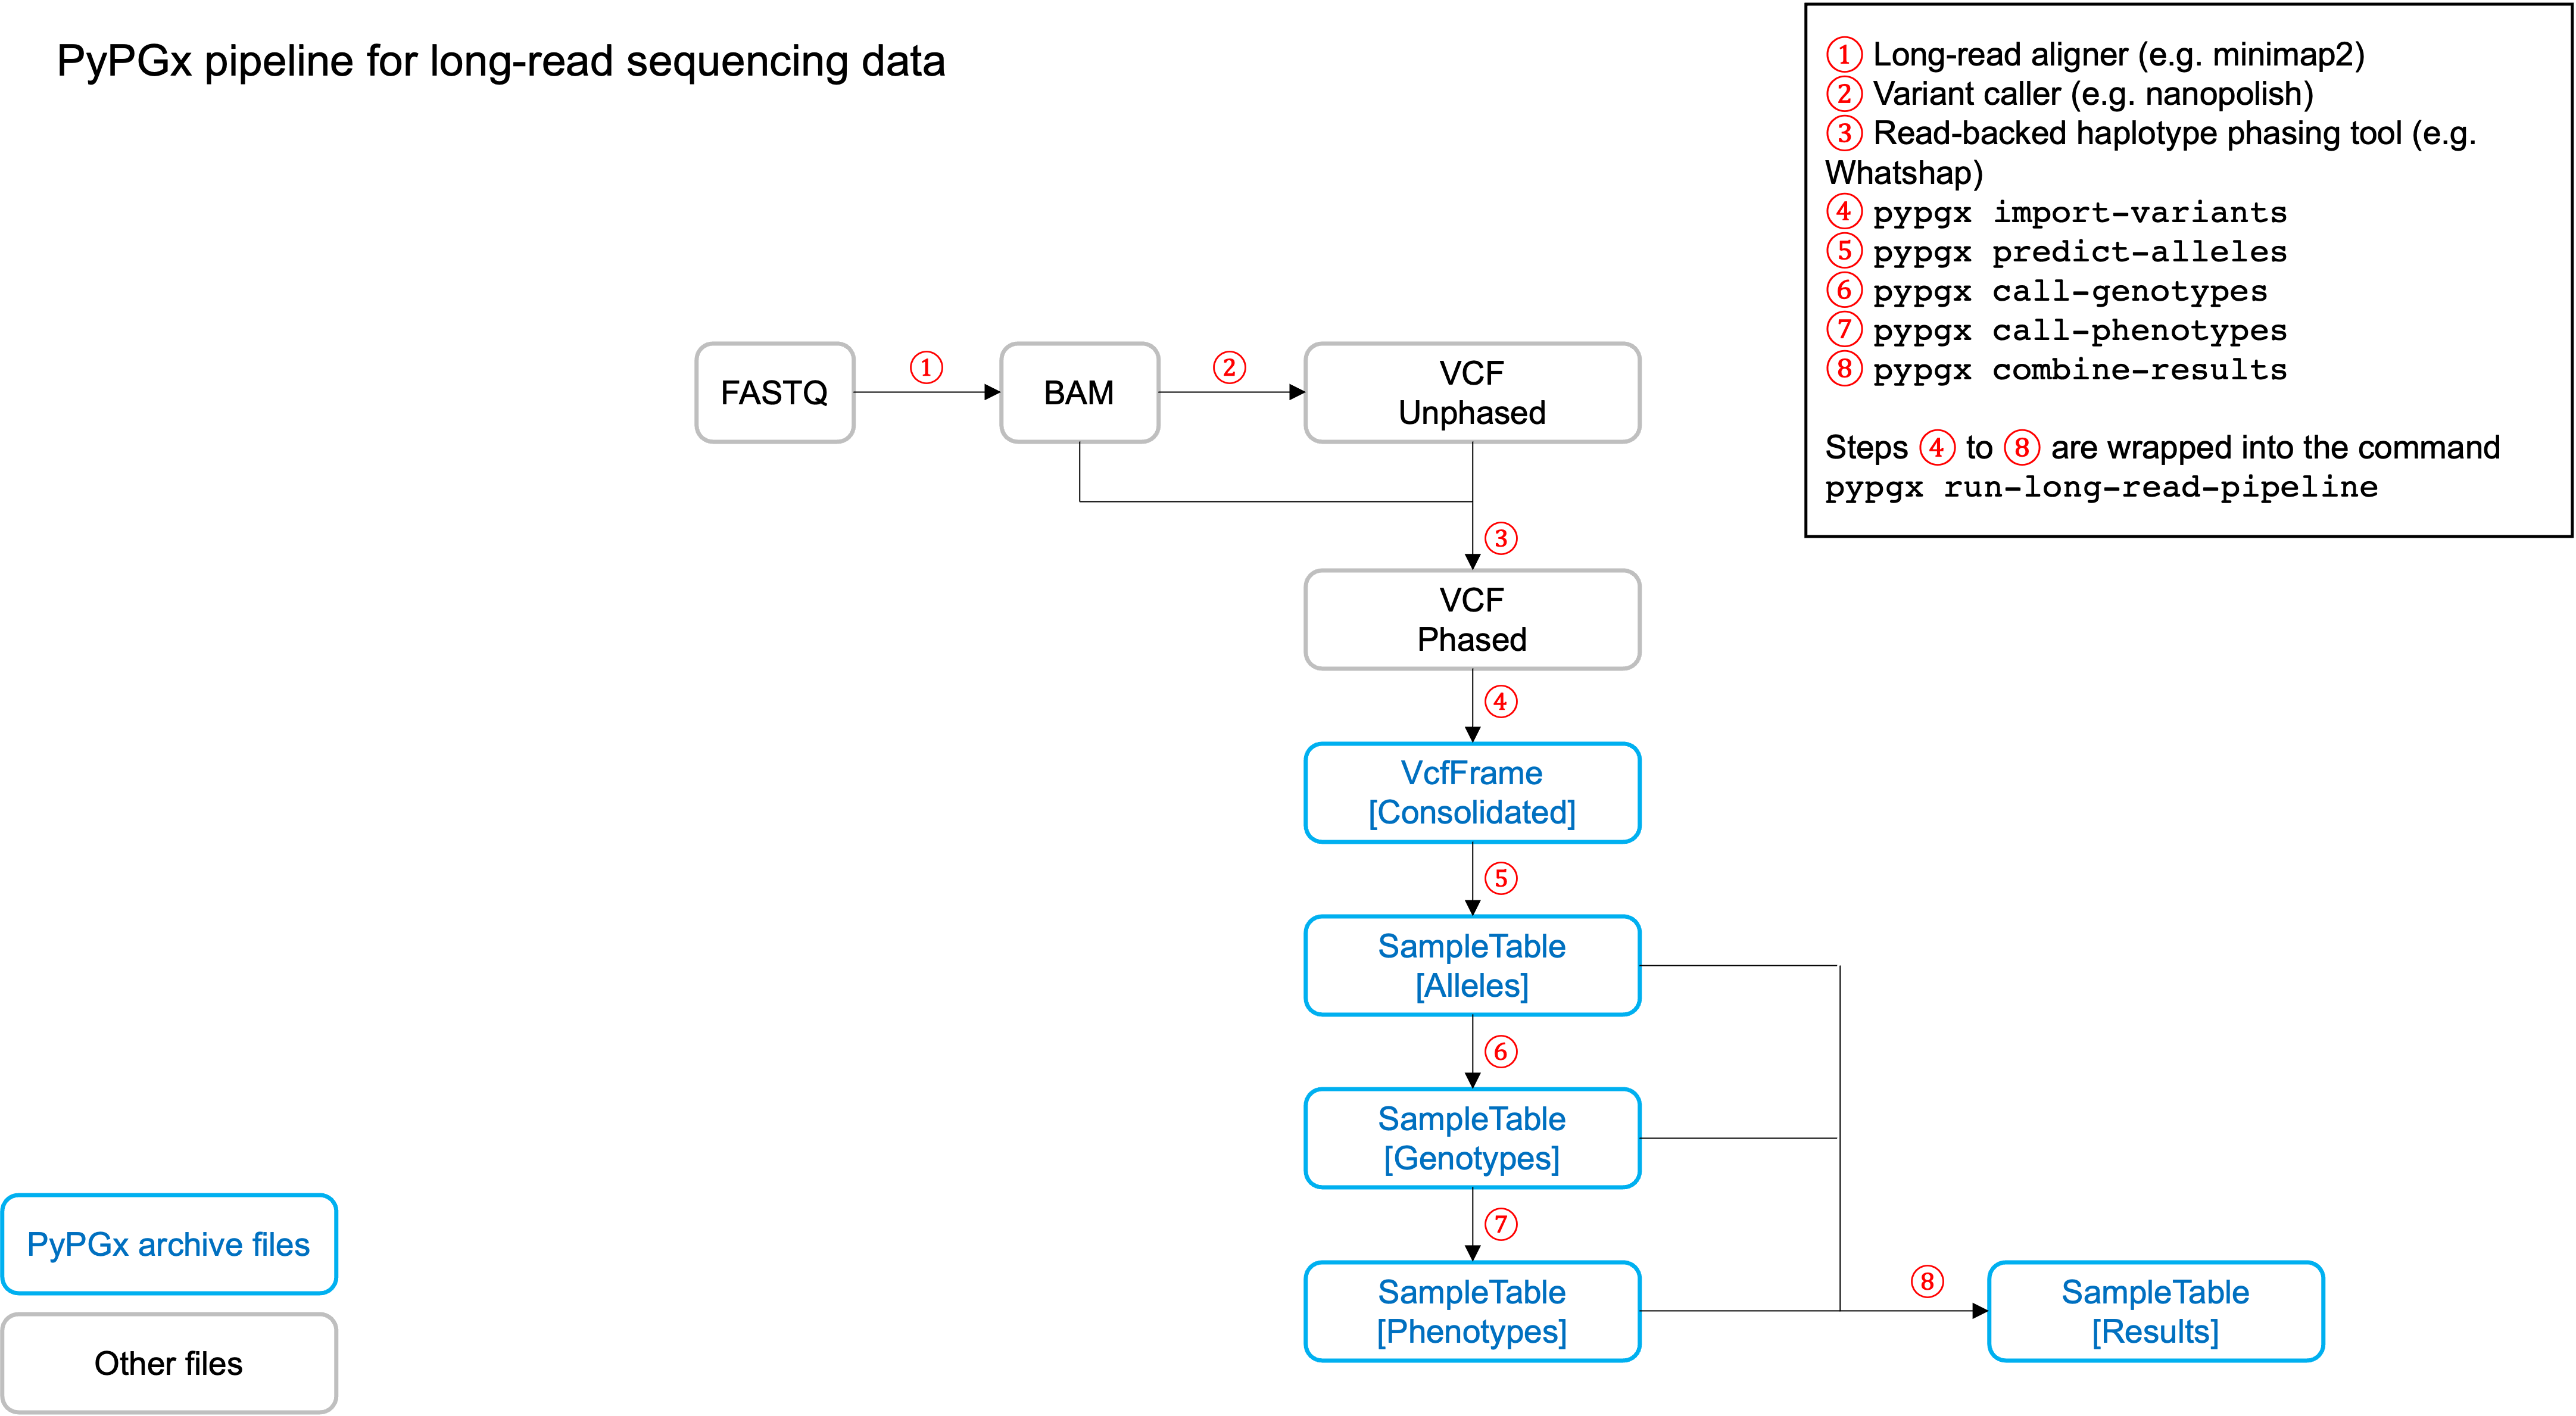 PyPGx pipeline for long-read sequencing data
① Long-read aligner (e.g. minimap2)
② Variant caller (e.g. nanopolish)
③ Read-backed haplotype phasing tool (e.g.
Whatshap)
④ pypgx import-variants
⑤ pypgx predict-alleles
⑥ pypgx call-genotypes
⑦ pypgx call-phenotypes
⑧ pypgx combine-results
Steps ④ to ⑧ are wrapped into the command
pypgx run-long-read-pipeline
FASTQ
①
BAM
②
VCF
Unphased
③
VCF
Phased
④
VcfFrame
[Consolidated]
⑤
SampleTable
[Alleles]
⑥
SampleTable
[Genotypes]
⑦
SampleTable
[Phenotypes]
⑧
SampleTable
[Results]
PyPGx archive files
Other files